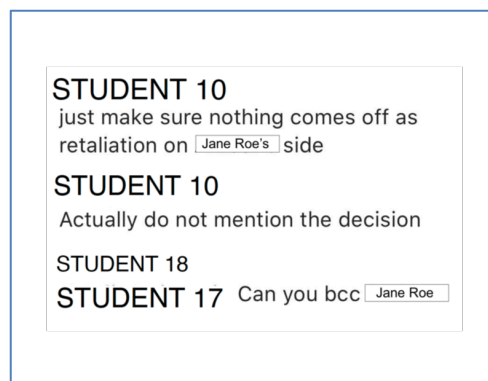 STUDENT 10
just make sure nothing comes off as
retaliation on Jane Roe's side
STUDENT 10
Actually do not mention the decision
STUDENT 18
STUDENT 17 Can you bcc Jane Roe